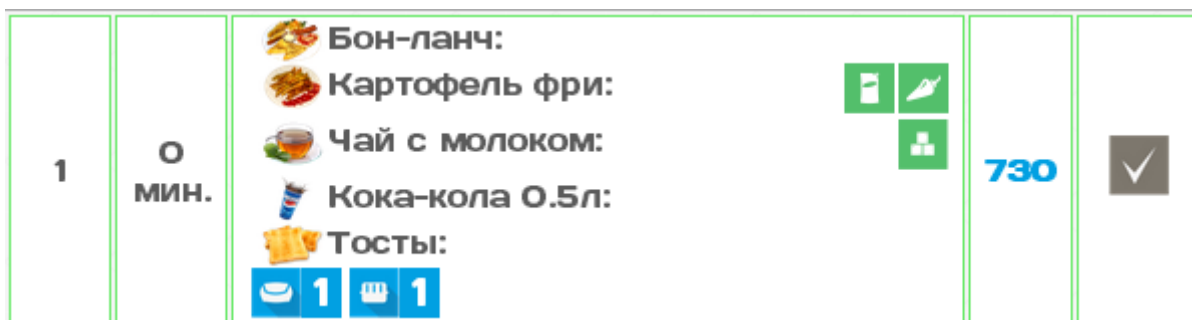 Бон-ланч:
Картофель фри:
Чай с молоком:
1
0
мин.
730
Кока-кола 0.5л:
Тосты:
1 1